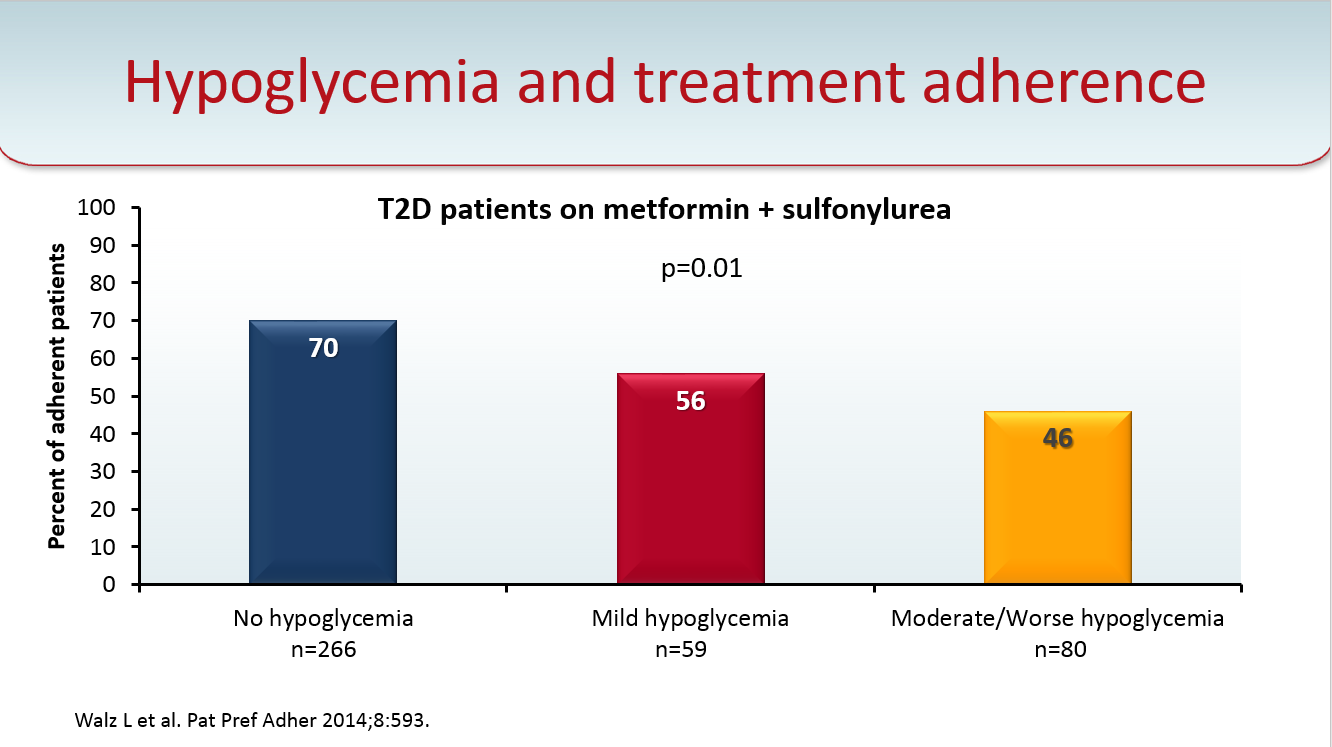 Hypoglycemia and treatment adherence
T2D patients on metformin + sulfonylurea
p=0.01
Percent of adherent patients
100
90
80
70
60
50
40
30
20
10
0
70
56
46
No hypoglycemia
n=266
Mild hypoglycemia
n=59
Moderate/Worse hypoglycemia
n=80
Walz L et al. Pat Pref Adher 2014;8:593.